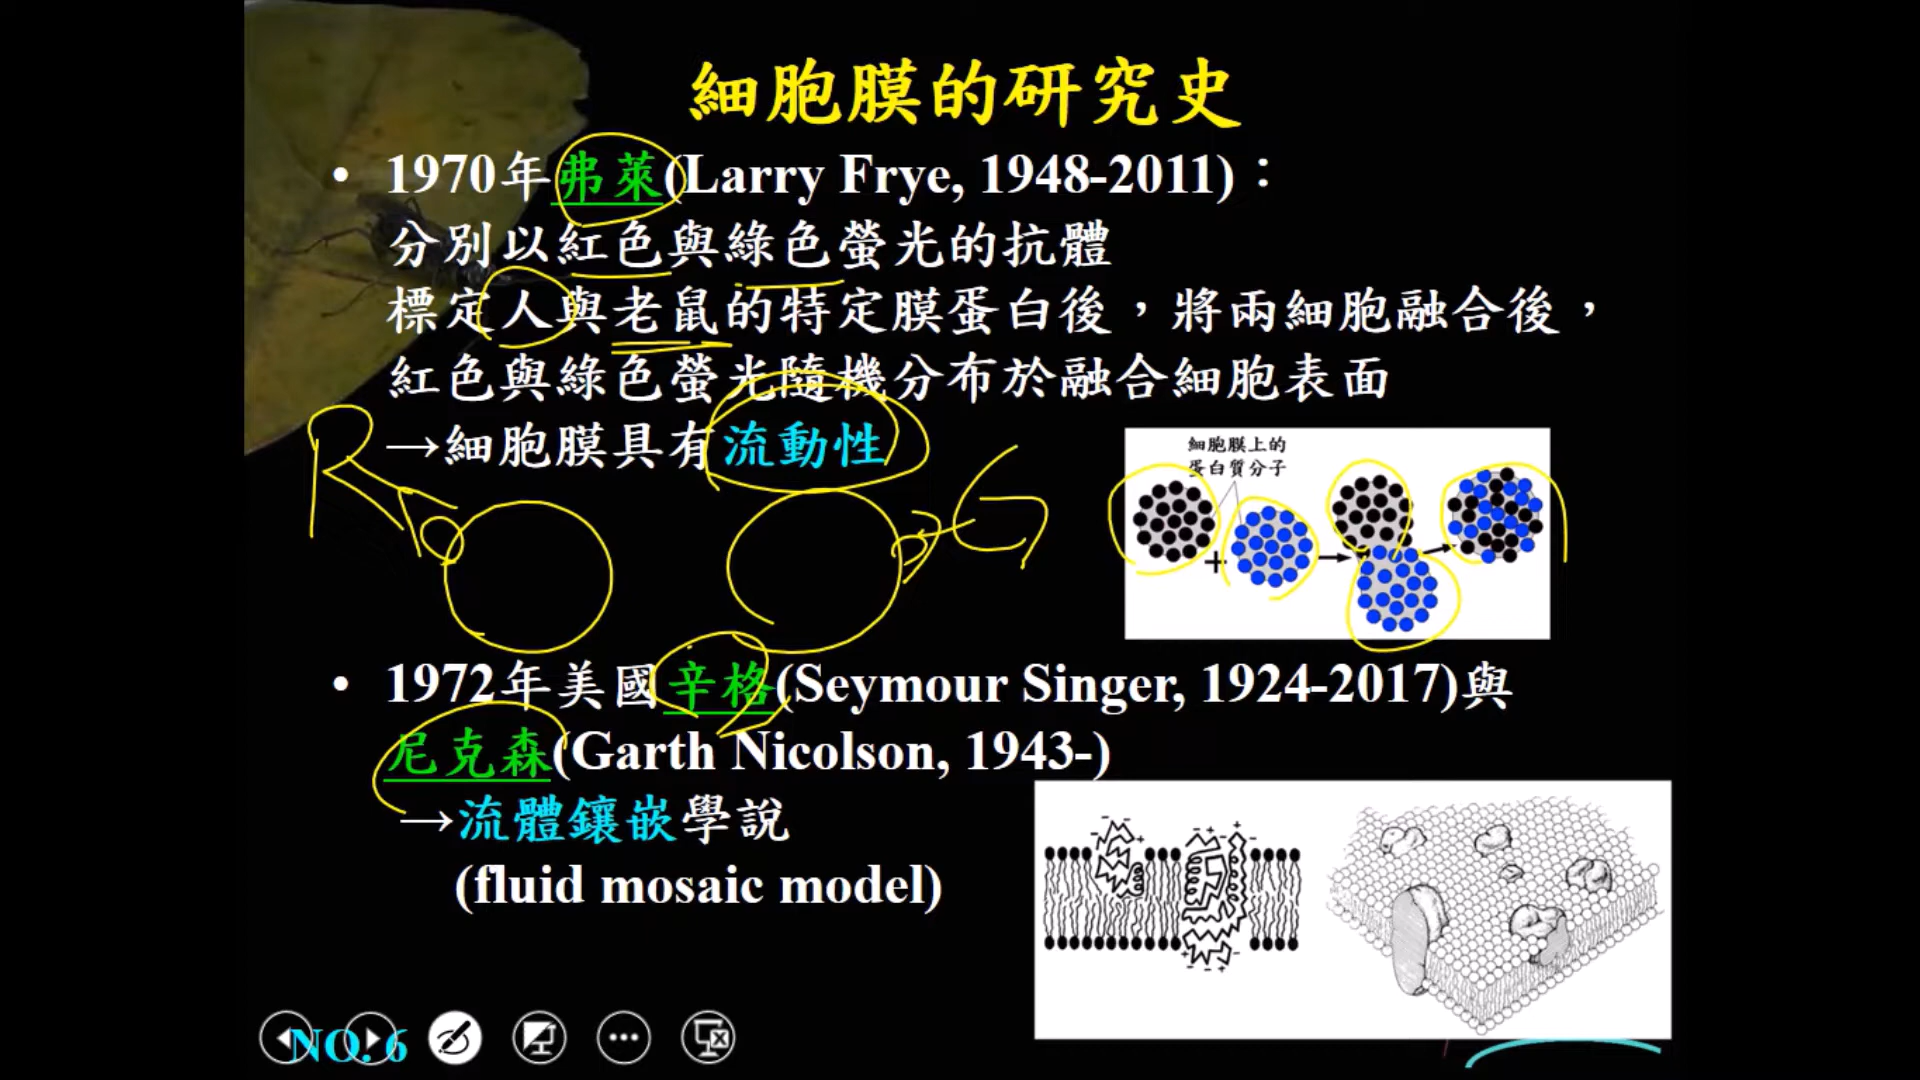 細胞膜的研究史
• 1970年弗萊(Larry Frye, 1948-2011)：
分別以紅色與綠色螢光的抗體
標定人與老鼠的特定膜蛋白後，將兩細胞融合後，
紅色與綠色螢光隨機分布於融合細胞表面
→細胞膜具有流動性
R
G
細胞膜上的
蛋白質分子
+
• 1972年美國辛格(Seymour Singer, 1924-2017)與
尼克森(Garth Nicolson, 1943-)
→流體鑲嵌學說
(fluid mosaic model)
NO. 6